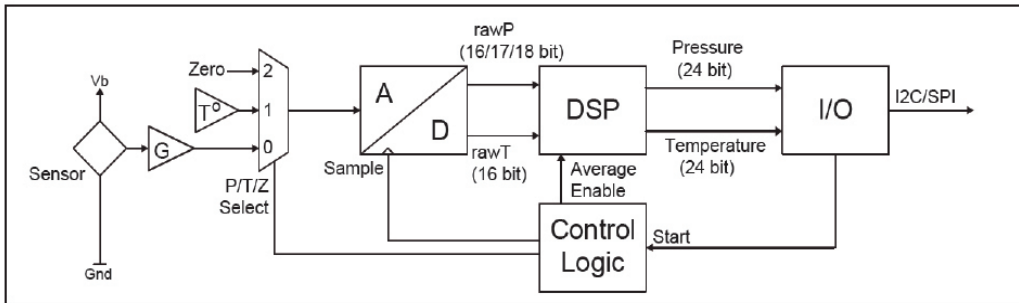 Vb
Sensor
Gnd
G
Zero
T°
2
1
0
P/T/Z
Select
A
D
Sample
rawP
(16/17/18 bit)
rawT
(16 bit)
DSP
Average
Enable
Control
Logic
Pressure
(24 bit)
Temperature
(24 bit)
I/O
Start
I2C/SPI